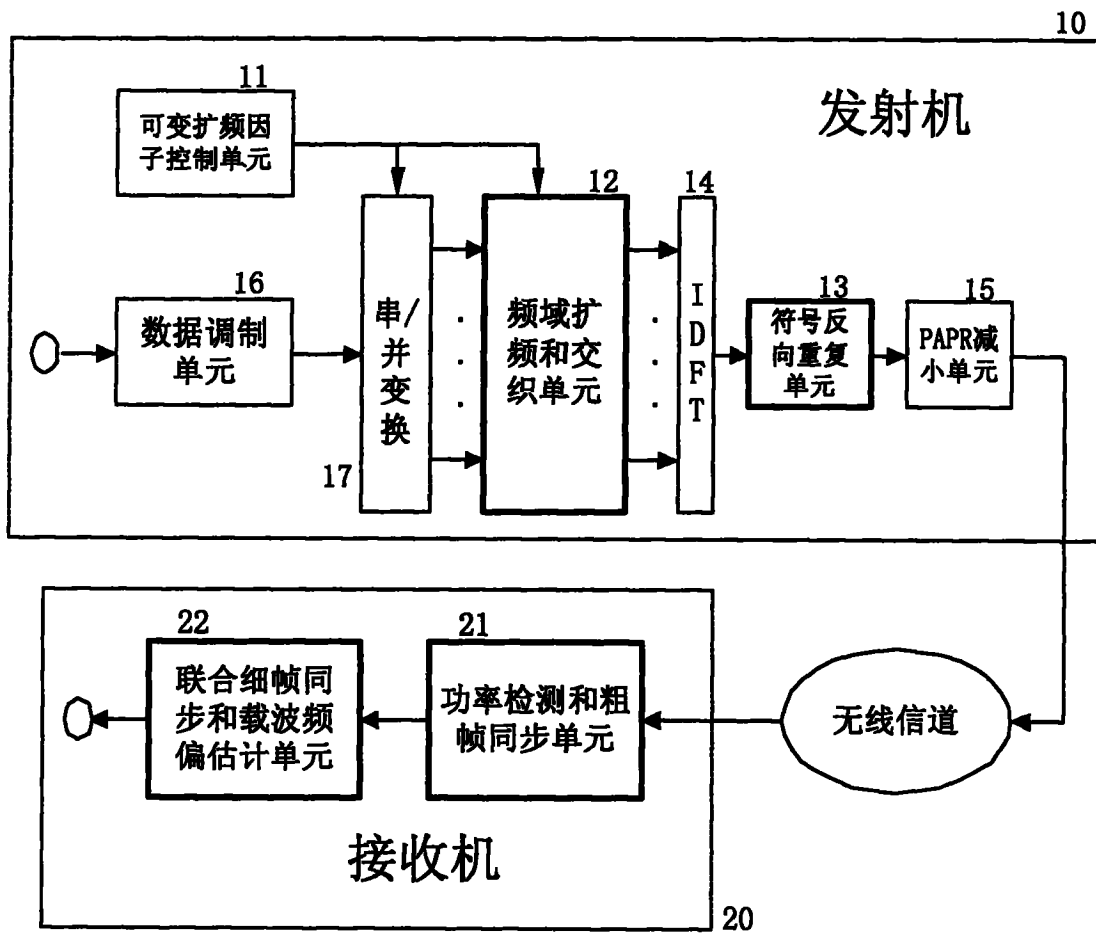 10
11
可变扩频因
子控制单元
发射机
12
14
16
数据调制
单元
串/
并
变
换
17
频域扩
频和交
织单元
I
D
F
T
13
符号反
向重复
单元
15
PAPR减
小单元
22
联合细帧同
步和载波频
偏估计单元
21
功率检测和粗
帧同步单元
无线信道
接收机
20